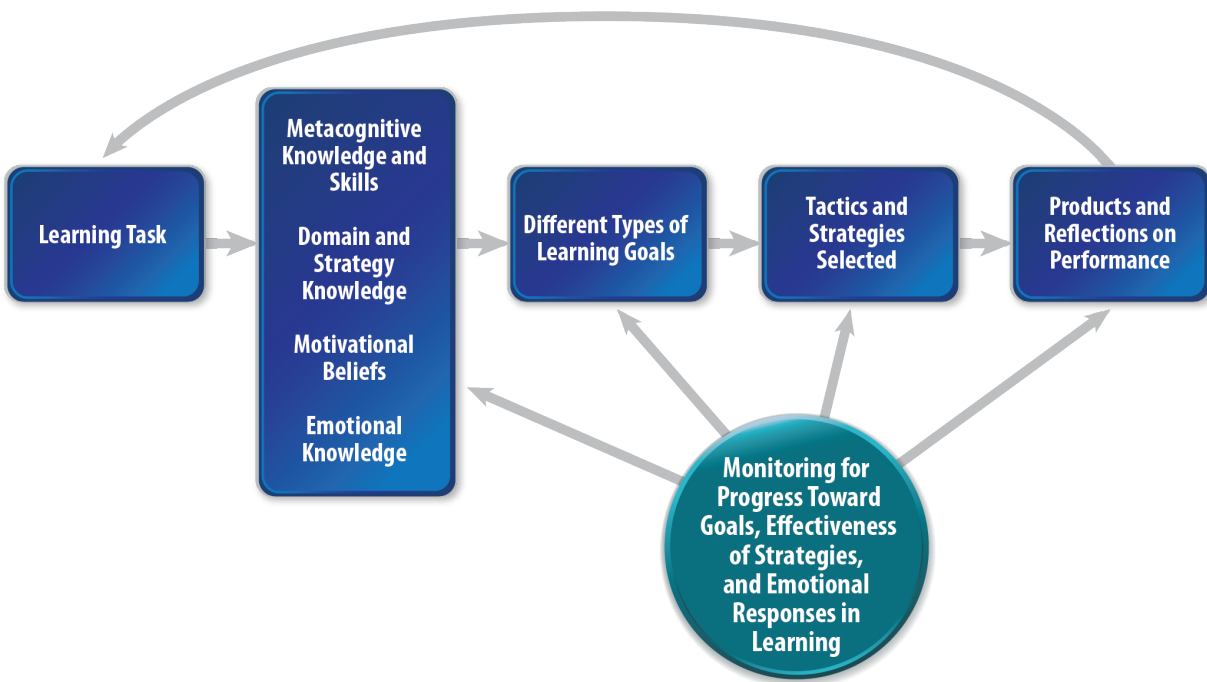 Learning Task
Metacognitive
Knowledge and
Skills
Domain and
Strategy
Knowledge
Motivational
Beliefs
Emotional
Knowledge
Different Types of
Learning Goals
Tactics and
Strategies
Selected
Products and
Reflections on
Performance
Monitoring for
Progress Toward
Goals, Effectiveness
of Strategies,
and Emotional
Responses in
Learning